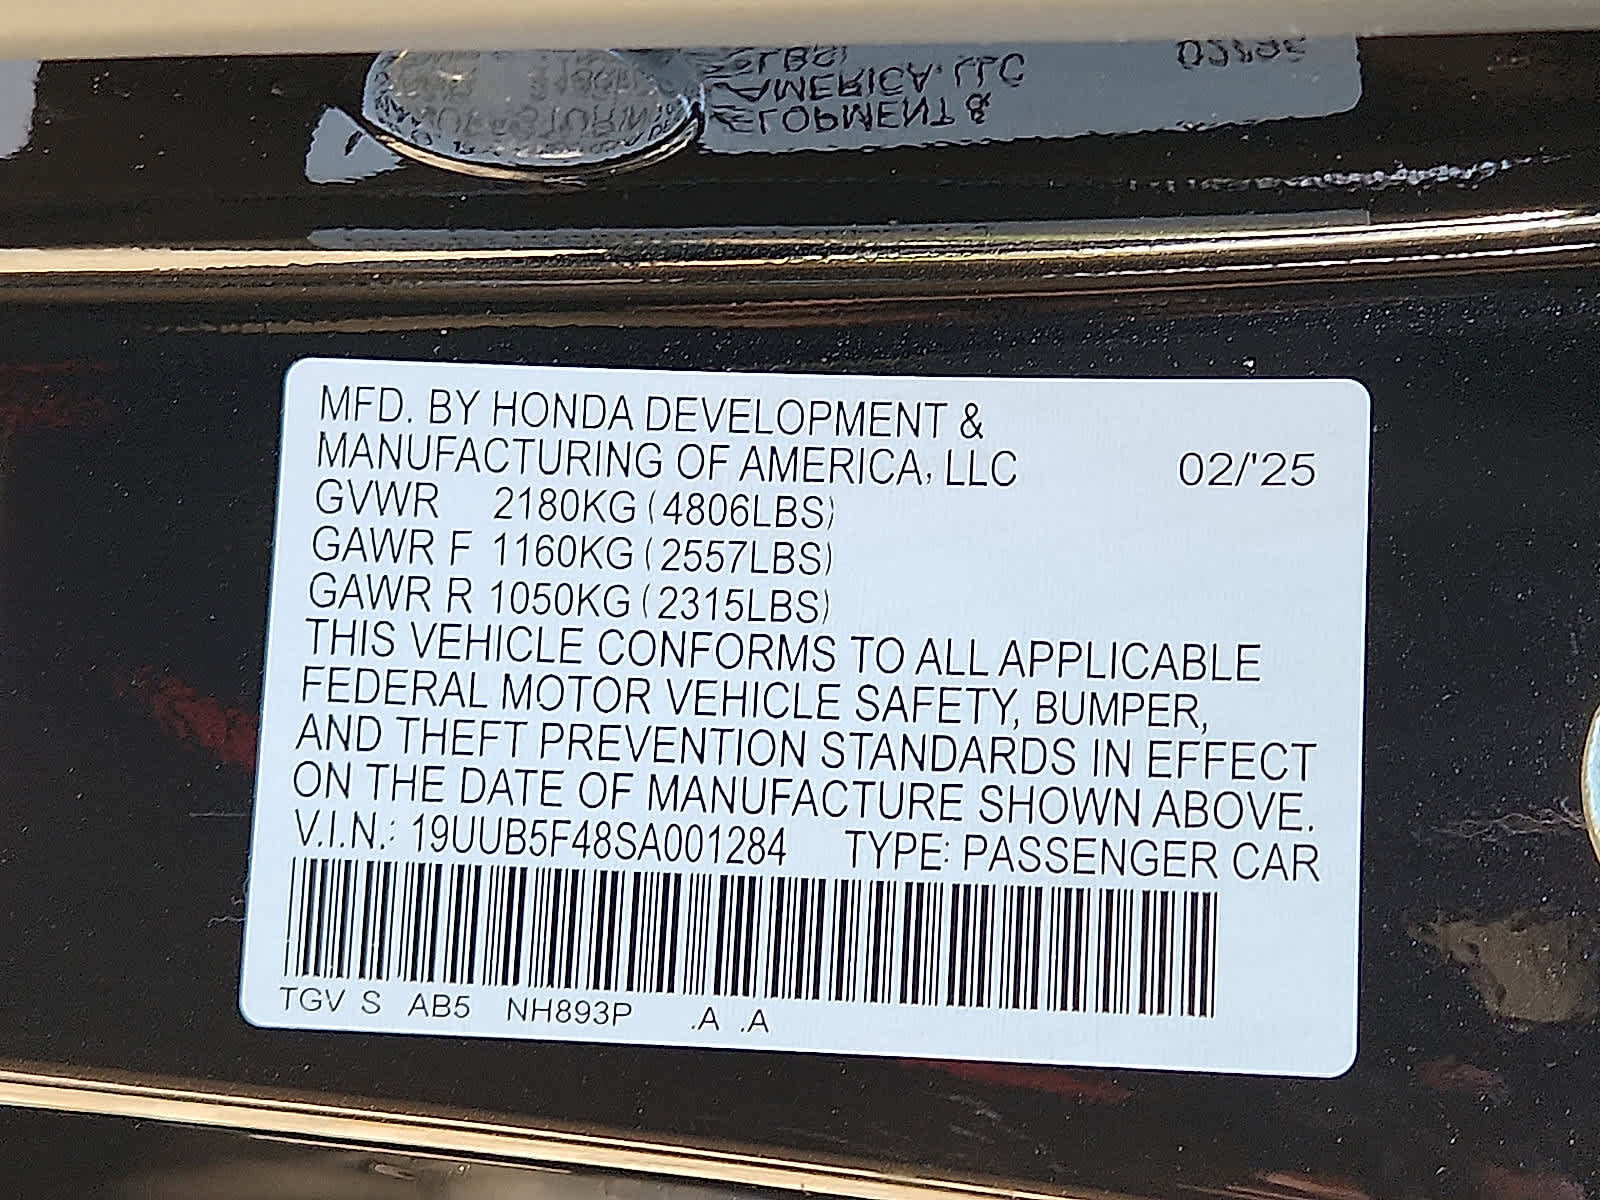 MFD. BY HONDA DEVELOPMENT &
MANUFACTURING OF AMERICA, LLC 02/'25
GVWR 2180KG (4806LBS)
GAWR F 1160KG (2557LBS)
GAWR R 1050KG (2315LBS)
THIS VEHICLE CONFORMS TO ALL APPLICABLE
FEDERAL MOTOR VEHICLE SAFETY, BUMPER,
AND THEFT PREVENTION STANDARDS IN EFFECT
ON THE DATE OF MANUFACTURE SHOWN ABOVE.
V.I.N.: 19UUB5F48SA001284 TYPE: PASSENGER CAR
TGV S AB5 NH893P .A .A